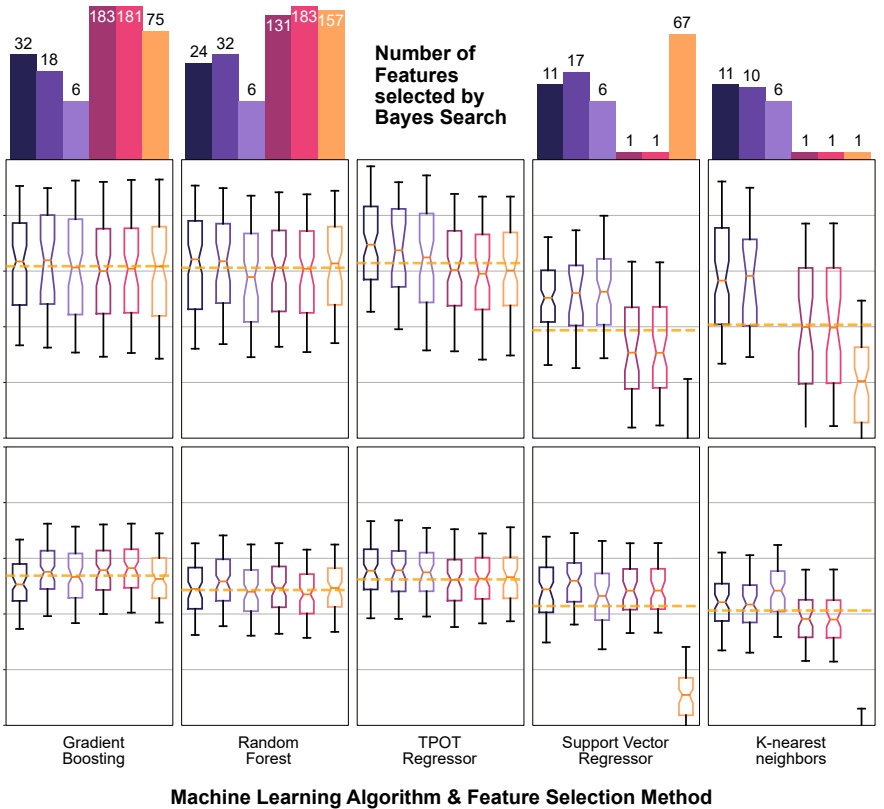 32
18
6
183
181
75
24
32
6
131
183
157
Number of
Features
selected by
Bayes Search
11
17
6
1
1
67
11
10
6
1
1
1
Gradient
Boosting
Random
Forest
TPOT
Regressor
Support Vector
Regressor
K-nearest
neighbors
Machine Learning Algorithm & Feature Selection Method